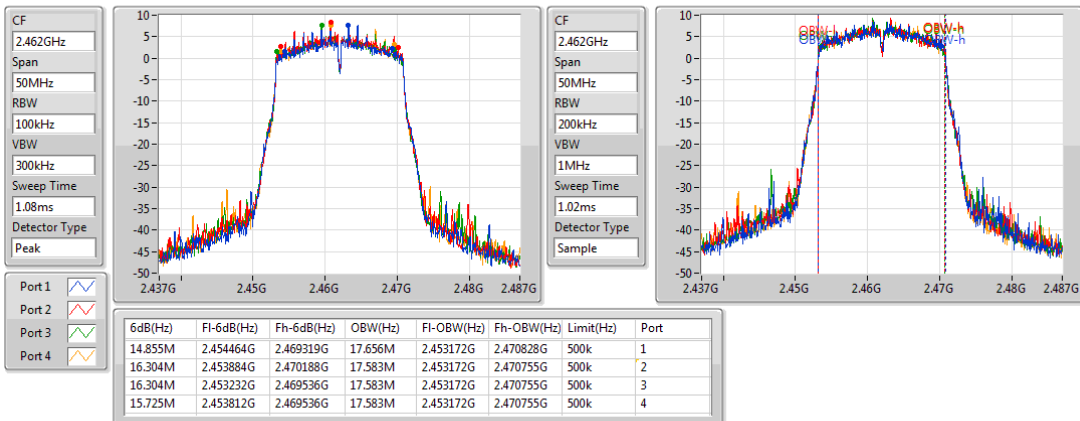 CF
2.462GHz
Span
50MHz
RBW
100kHz
VBW
300kHz
Sweep Time
1.08ms
Detector Type
Peak
Port 1
Port 2
Port 3
Port 4
10-
5-
0-
-5-
-10-
-15-
-20-
-25-
-30-
-35-
-40-
-45-
-50-
2.437G 2.45G 2.46G 2.47G 2.48G 2.487G
CF
2.462GHz
Span
50MHz
RBW
200kHz
VBW
1MHz
Sweep Time
1.02ms
Detector Type
Sample
10-
5-
0-
-5-
-10-
-15-
-20-
-25-
-30-
-35-
-40-
-45-
-50-
OBW-h
OBW-h
2.437G 2.45G 2.46G 2.47G 2.48G 2.487G
6dB(Hz) Fl-6dB(Hz) Fh-6dB(Hz) OBW(Hz) Fl-OBW(Hz) Fh-OBW(Hz) Limit(Hz) Port
14.855M 2.454464G 2.469319G 17.656M 2.453172G 2.470828G 500k 1
16.304M 2.453884G 2.470188G 17.583M 2.453172G 2.470755G 500k 2
16.304M 2.453232G 2.469536G 17.583M 2.453172G 2.470755G 500k 3
15.725M 2.453812G 2.469536G 17.583M 2.453172G 2.470755G 500k 4